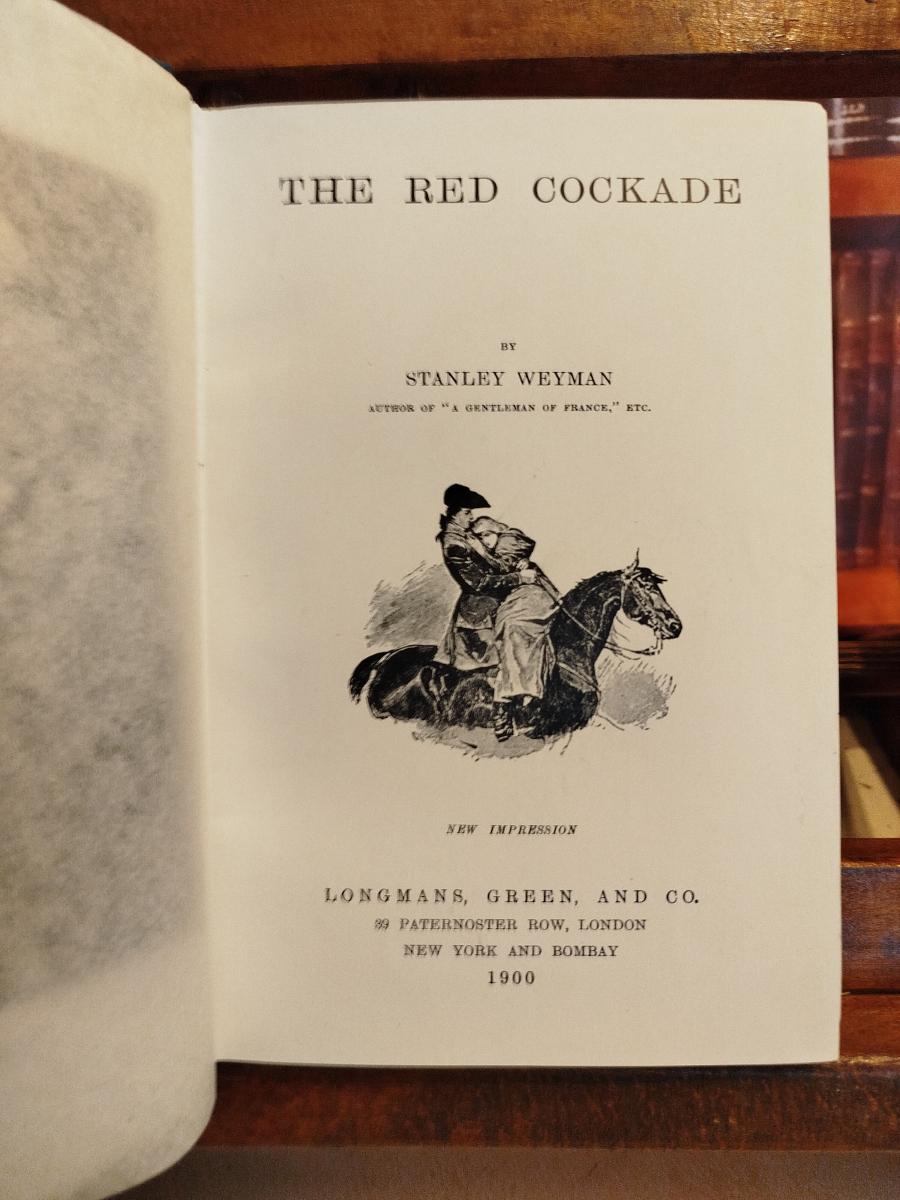 THE RED COCKADE
BY
STANLEY WEYMAN
AUTHOR OF "A GENTLEMAN OF FRANCE," ETC.
NEW IMPRESSION
LONGMANS, GREEN, AND CO.
39 PATERNOSTER ROW, LONDON
NEW YORK AND BOMBAY
1900